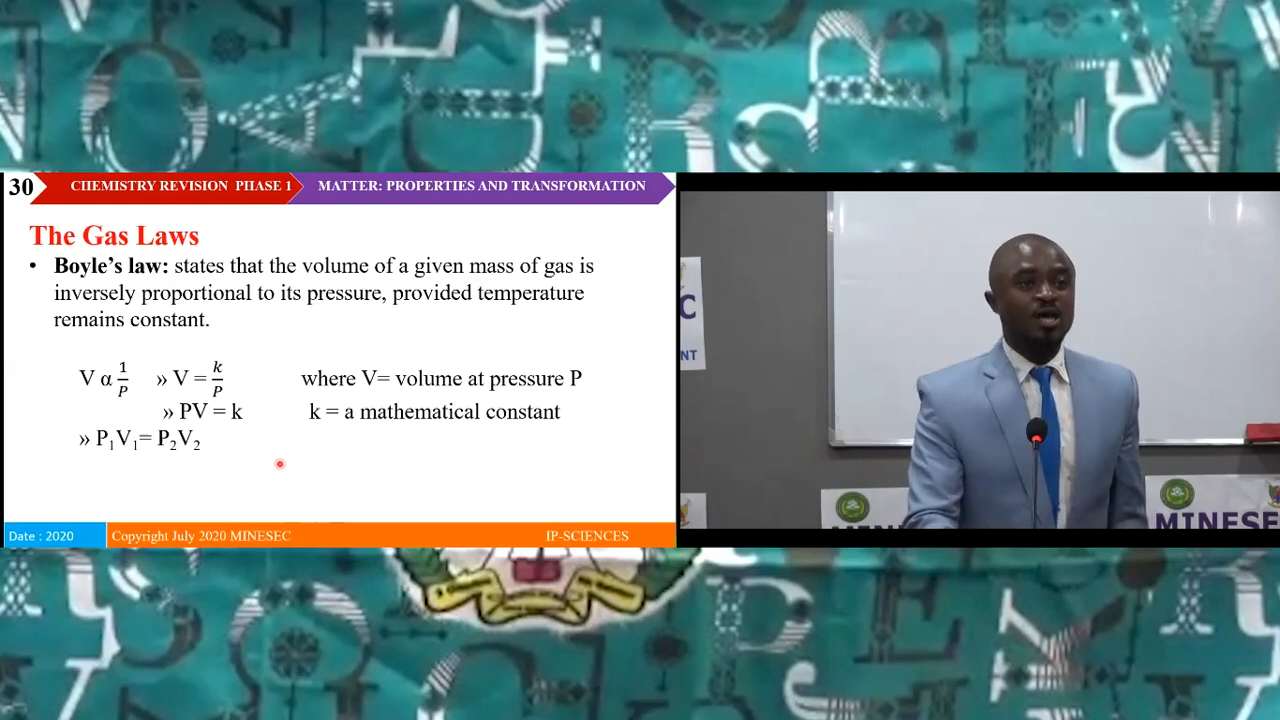 30 CHEMISTRY REVISION PHASE 1 MATTER: PROPERTIES AND TRANSFORMATION
The Gas Laws
• Boyle's law: states that the volume of a given mass of gas is
inversely proportional to its pressure, provided temperature
remains constant.
V α 1/P » V = k/P where V= volume at pressure P
» PV = k k = a mathematical constant
» P₁V₁= P₂V₂
Date : 2020 Copyright July 2020 MINESEC IP-SCIENCES
C
NT
MINESE